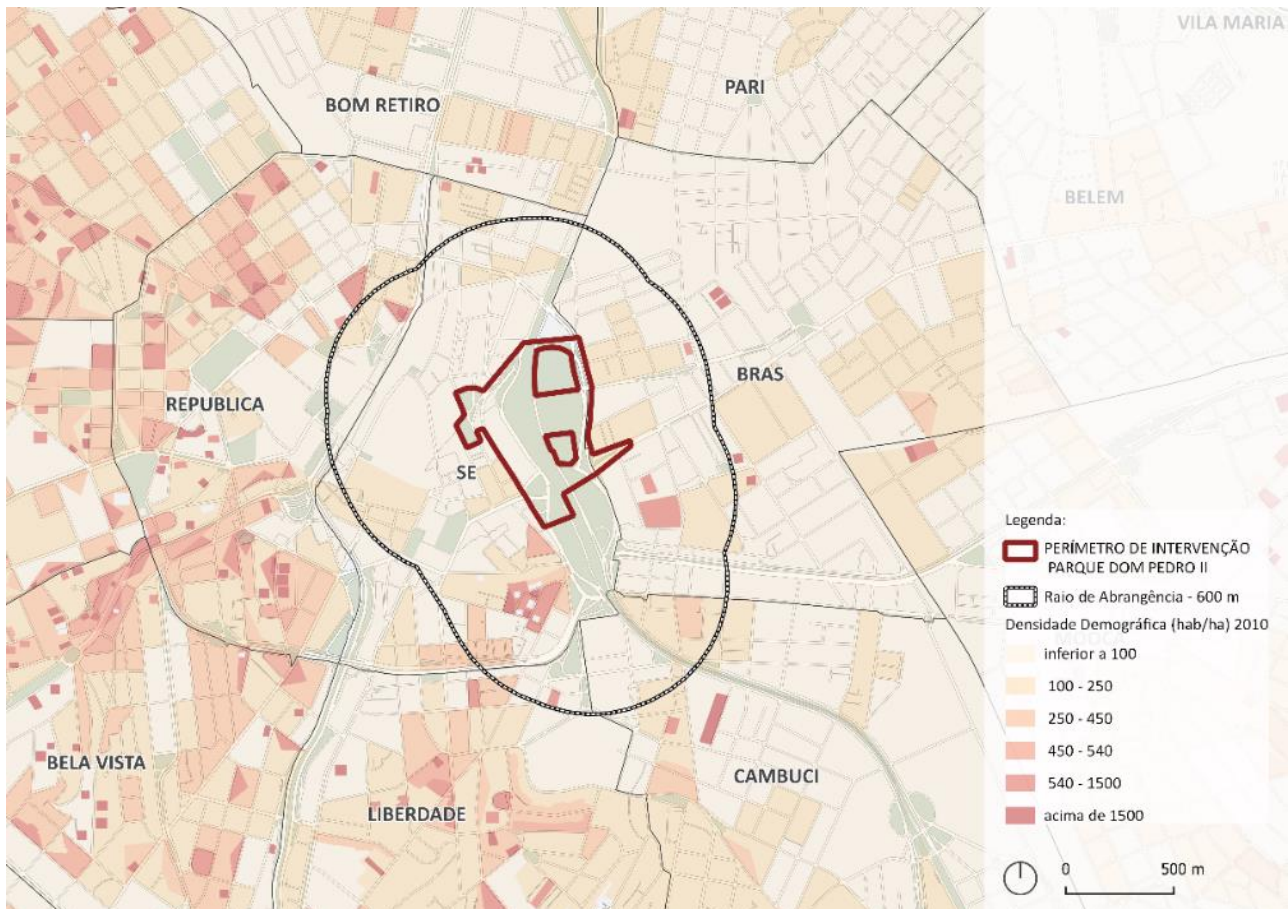 VILA MARIA
PARI
BOM RETIRO
BELEM
BRAS
REPUBLICA
SE
Legenda:
PERÍMETRO DE INTERVENÇÃO
PARQUE DOM PEDRO II
Raio de Abrangência - 600 m
Densidade Demográfica (hab/ha) 2010
MOOCA
inferior a 100
100 - 250
250 - 450
450 - 540
540 - 1500
acima de 1500
BELA VISTA
CAMBUCI
LIBERDADE
0 500 m